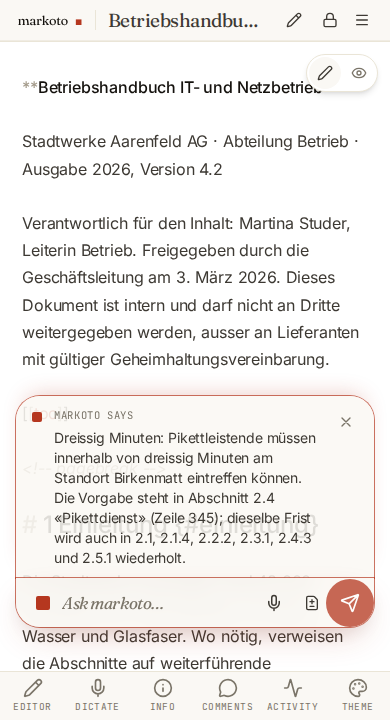 markoto
Betriebshandbu...
**Betriebshandbuch IT- und Netzbetrieb
Stadtwerke Aarenfeld AG · Abteilung Betrieb ·
Ausgabe 2026, Version 4.2
Verantwortlich für den Inhalt: Martina Studer,
Leiterin Betrieb. Freigegeben durch die
Geschäftsleitung am 3. März 2026. Dieses
Dokument ist intern und darf nicht an Dritte
weitergegeben werden, ausser an Lieferanten
mit gültiger Geheimhaltungsvereinbarung.
MARKOTO SAYS
Dreissig Minuten: Pikettleistende müssen
innerhalb von dreissig Minuten am
Standort Birkenmatt eintreffen können.
Die Vorgabe steht in Abschnitt 2.4
«Pikettdienst» (Zeile 345); dieselbe Frist
wird auch in 2.1, 2.1.4, 2.2.2, 2.3.1, 2.4.3
und 2.5.1 wiederholt.
<!-- pagebreak -->
# 1 Einleitung {#einleitung}
Ask markoto...
Wasser und Glasfaser. Wo nötig, verweisen
die Abschnitte auf weiterführende
EDITOR
DICTATE
INFO
COMMENTS
ACTIVITY
THEME